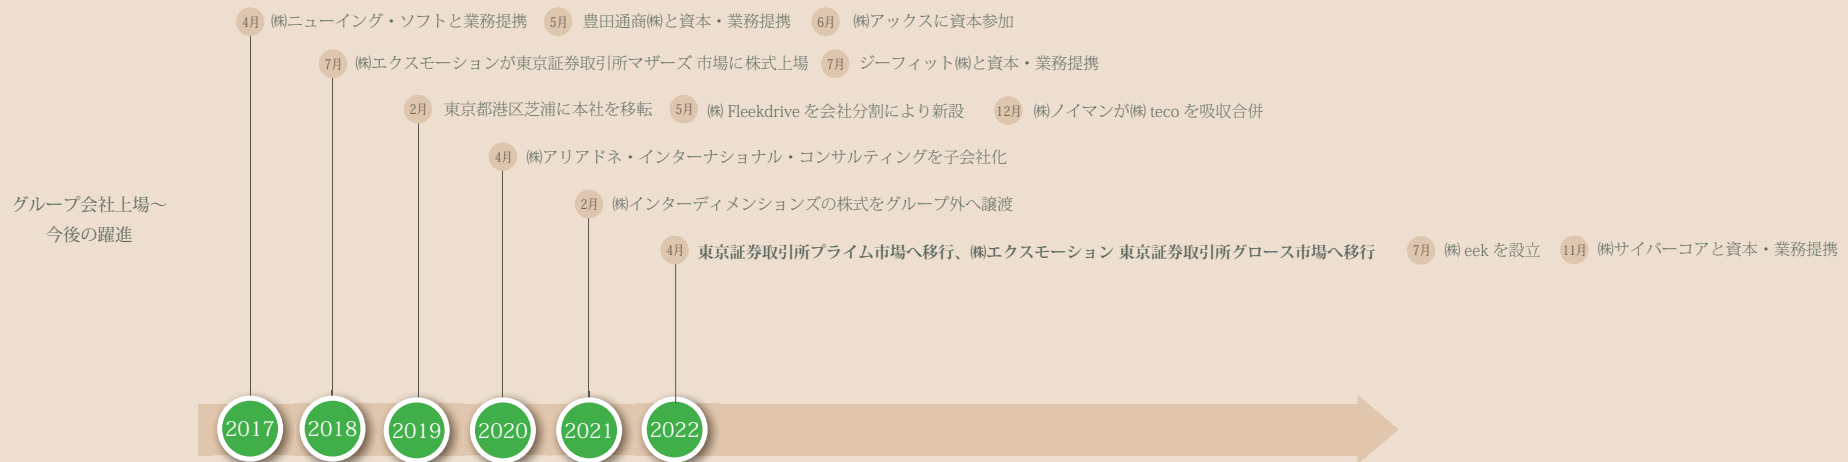 4月 ㈱ニューイング・ソフトと業務提携 5月 豊田通商㈱と資本・業務提携 6月 ㈱アックスに資本参加
7月 ㈱エクスモーションが東京証券取引所マザーズ 市場に株式上場 7月 ジーフィット㈱と資本・業務提携
2月 東京都港区芝浦に本社を移転 5月 ㈱ Fleekdrive を会社分割により新設 12月 ㈱ノイマンが㈱ teco を吸収合併
4月 ㈱アリアドネ・インターナショナル・コンサルティングを子会社化
グループ会社上場～
今後の躍進
2月 ㈱インターディメンションズの株式をグループ外へ譲渡
4月 東京証券取引所プライム市場へ移行、㈱エクスモーション 東京証券取引所グロース市場へ移行 7月 ㈱ eek を設立 11月 ㈱サイバーコアと資本・業務提携
2017 2018 2019 2020 2021 2022